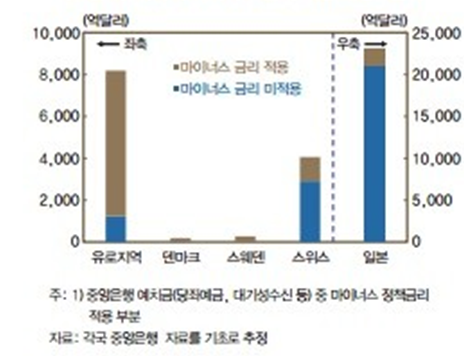 (억달러) (억달러)
10,000 25,000
좌축 우축
마이너스 금리 적용
마이너스 금리 미적용
8,000 20,000
6,000 15,000
4,000 10,000
2,000 5,000
0 0
유로지역 덴마크 스웨덴 스위스 일본
주: 1) 중앙은행 예치금(당좌예금, 대기성수신 등) 중 마이너스 정책금리
적용 부분
자료: 각국 중앙은행 자료를 기초로 추정